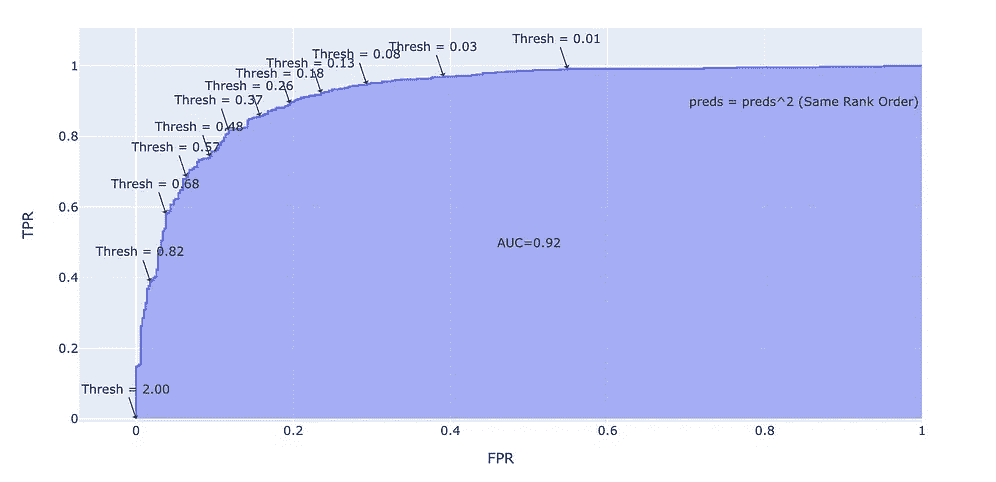 Thresh = 0.01
Thresh = 0.03
Thresh = 0.08
Thresh = 0.13
Thresh = 0.18
Thresh = 0.26
Thresh = 0.37
Thresh = 0.48
Thresh = 0.57
Thresh = 0.68
Thresh = 0.82
Thresh = 2.00
preds = preds^2 (Same Rank Order)
AUC=0.92
1
0.8
0.6
0.4
0.2
0
TPR
0
0.2
0.4
0.6
0.8
1
FPR